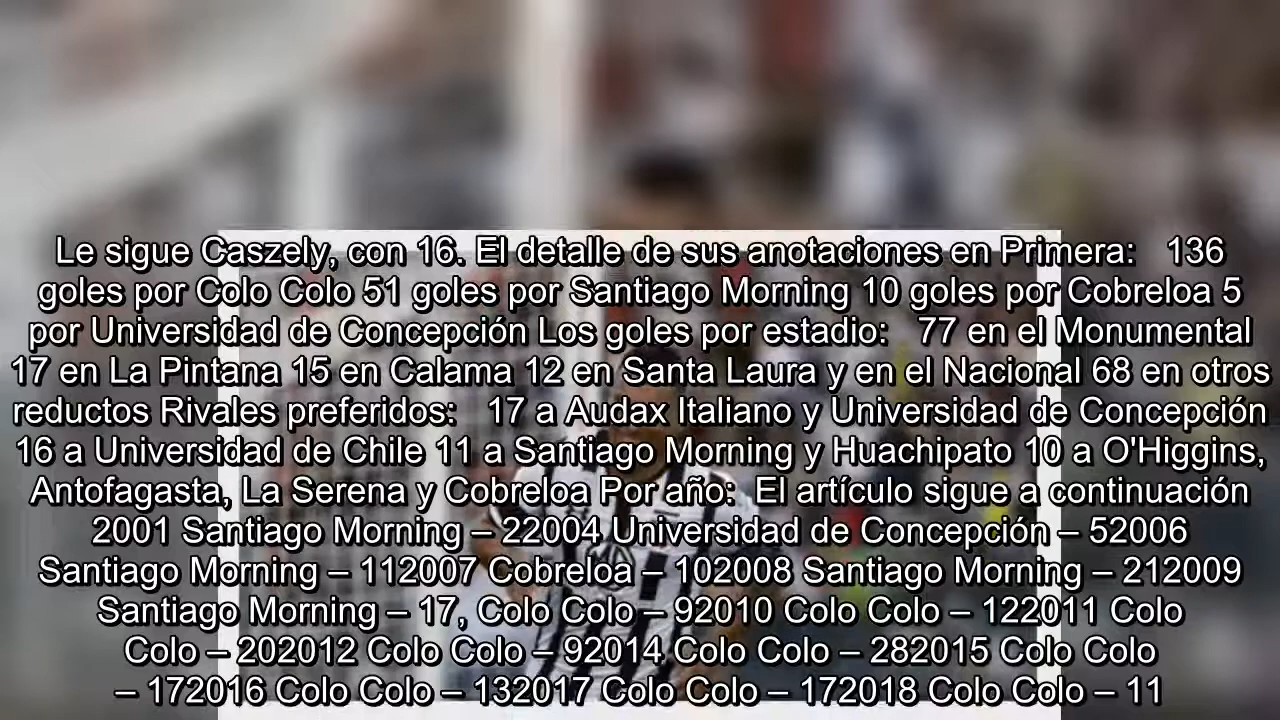 Le sigue Caszely, con 16. El detalle de sus anotaciones en Primera:   136
goles por Colo Colo 51 goles por Santiago Morning 10 goles por Cobreloa 5
por Universidad de Concepción Los goles por estadio:   77 en el Monumental
17 en La Pintana 15 en Calama 12 en Santa Laura y en el Nacional 68 en otros
reductos Rivales preferidos:   17 a Audax Italiano y Universidad de Concepción
16 a Universidad de Chile 11 a Santiago Morning y Huachipato 10 a O'Higgins,
Antofagasta, La Serena y Cobreloa Por año:  El artículo sigue a continuación
2001 Santiago Morning – 22004 Universidad de Concepción – 52006
Santiago Morning – 112007 Cobreloa – 102008 Santiago Morning – 212009
Santiago Morning – 17, Colo Colo – 92010 Colo Colo – 122011 Colo
Colo – 202012 Colo Colo – 92014 Colo Colo – 282015 Colo Colo
– 172016 Colo Colo – 132017 Colo Colo – 172018 Colo Colo – 11